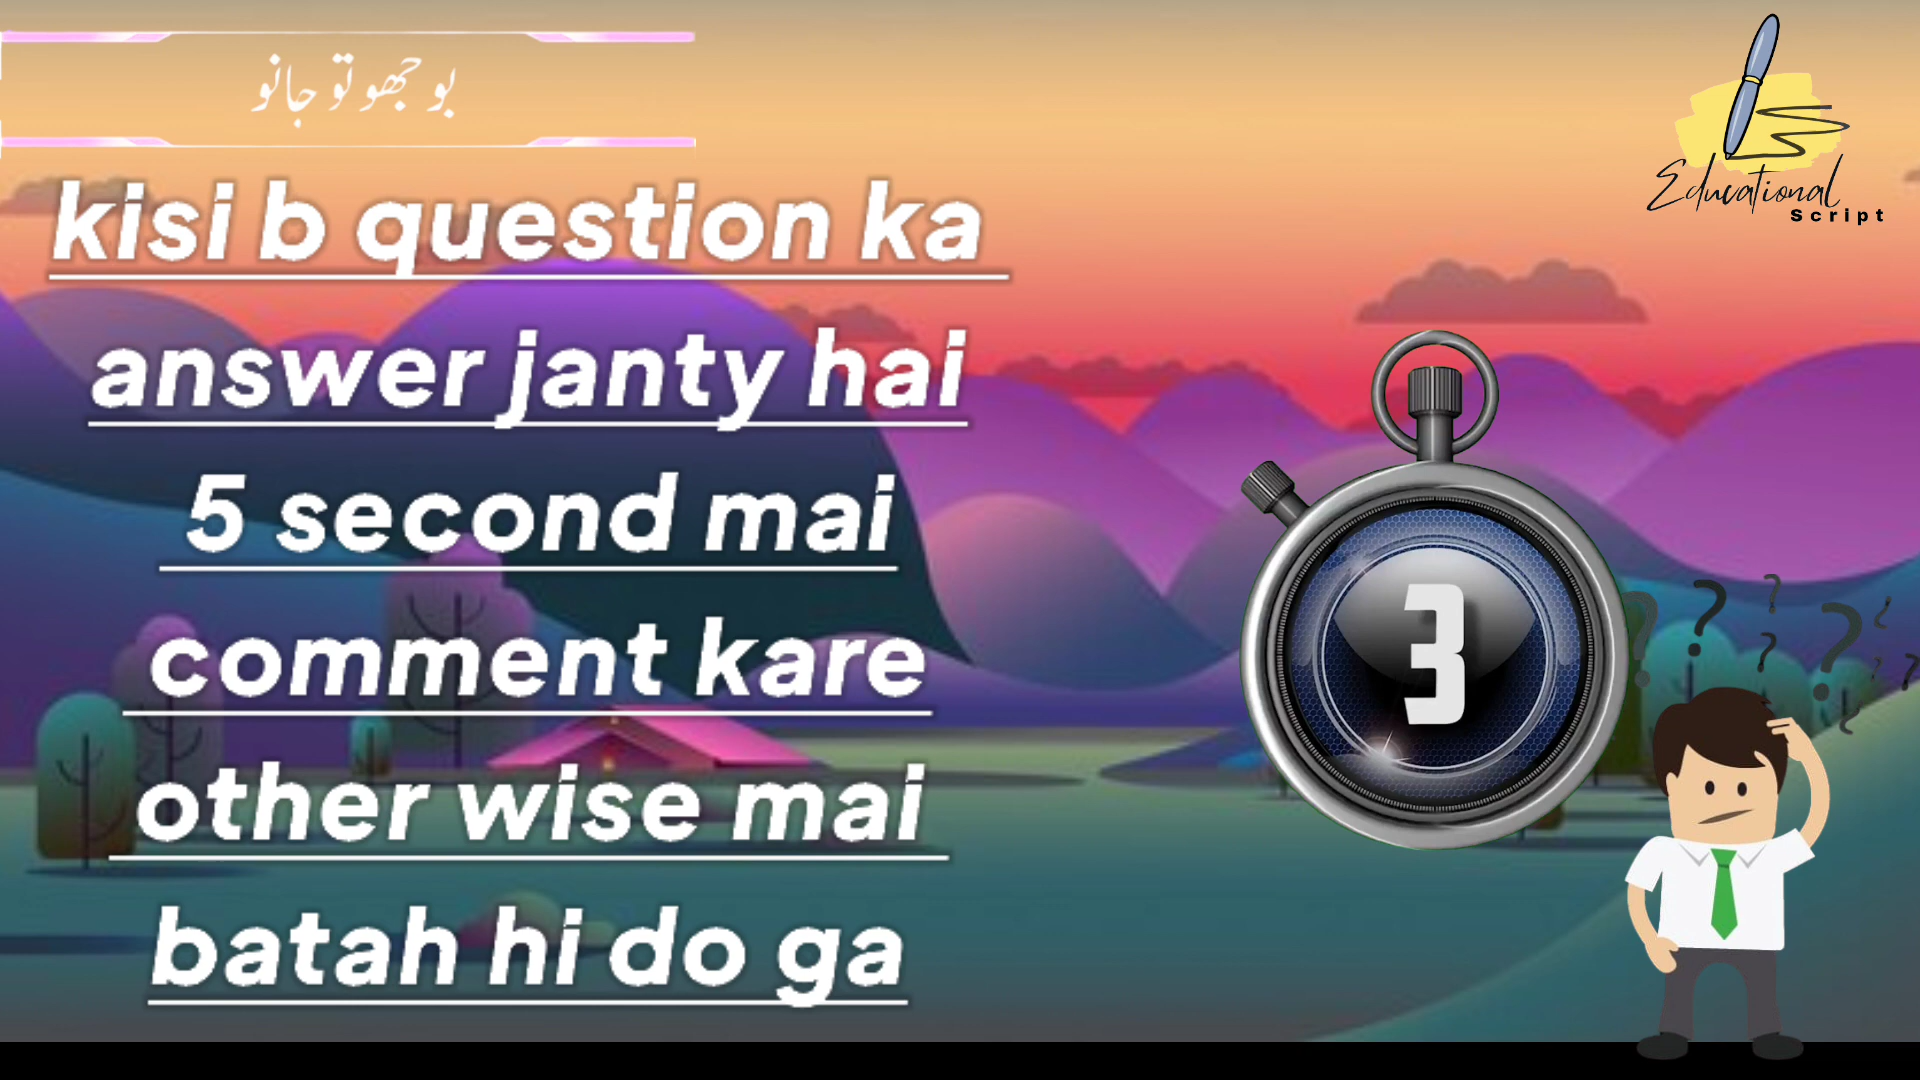 بوجھو تو جانو
kisi b question ka
answer janty hai
5 second mai
comment kare
other wise mai
batah hi do ga
Educational
Script
3
? ? ? ? ? ? ? ? ? ?